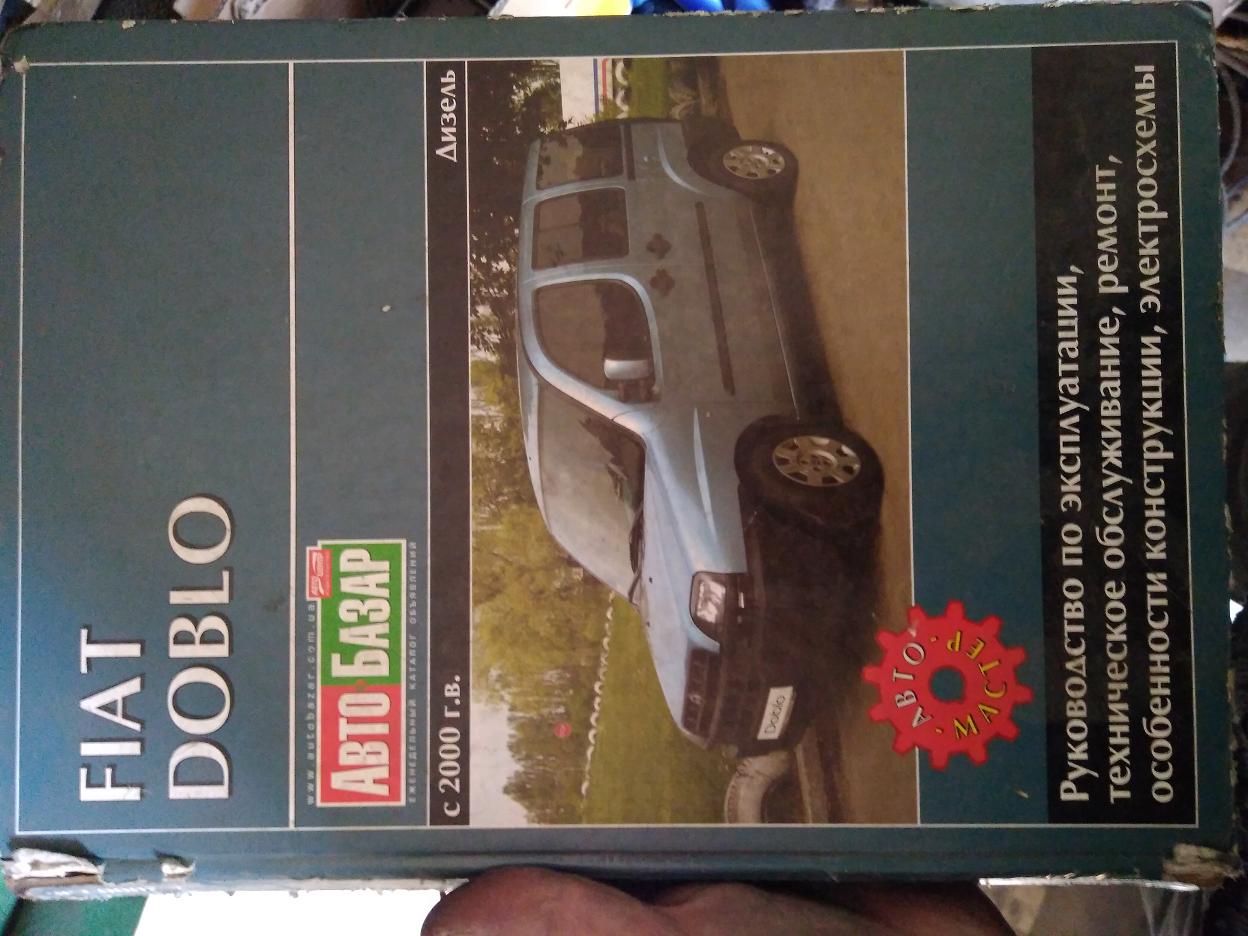 FIAT
DOBLO
www.autobazar.com.ua
АВТО БАЗАР
ЕЖЕНЕДЕЛЬНЫЙ КАТАЛОГ ОБЪЯВЛЕНИЙ
с 2000 г.в. Дизель
Doblo
АВТО
МАСТЕР
Руководство по эксплуатации,
техническое обслуживание, ремонт,
особенности конструкции, электросхемы